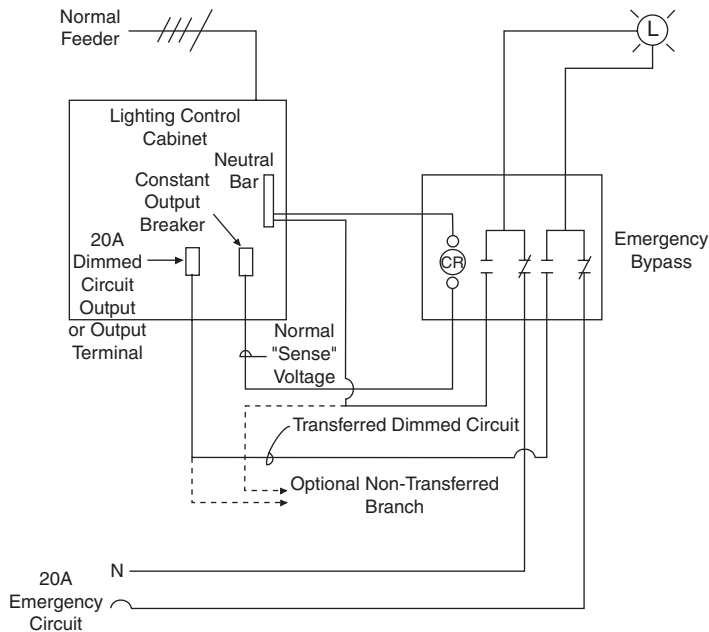 Normal
Feeder
L
Lighting Control
Cabinet
Neutral
Bar
Constant
Output
Breaker
20A
Dimmed
Circuit
Output
or Output
Terminal
CR
Emergency
Bypass
Normal
"Sense"
Voltage
Transferred Dimmed Circuit
Optional Non-Transferred
Branch
N
20A
Emergency
Circuit